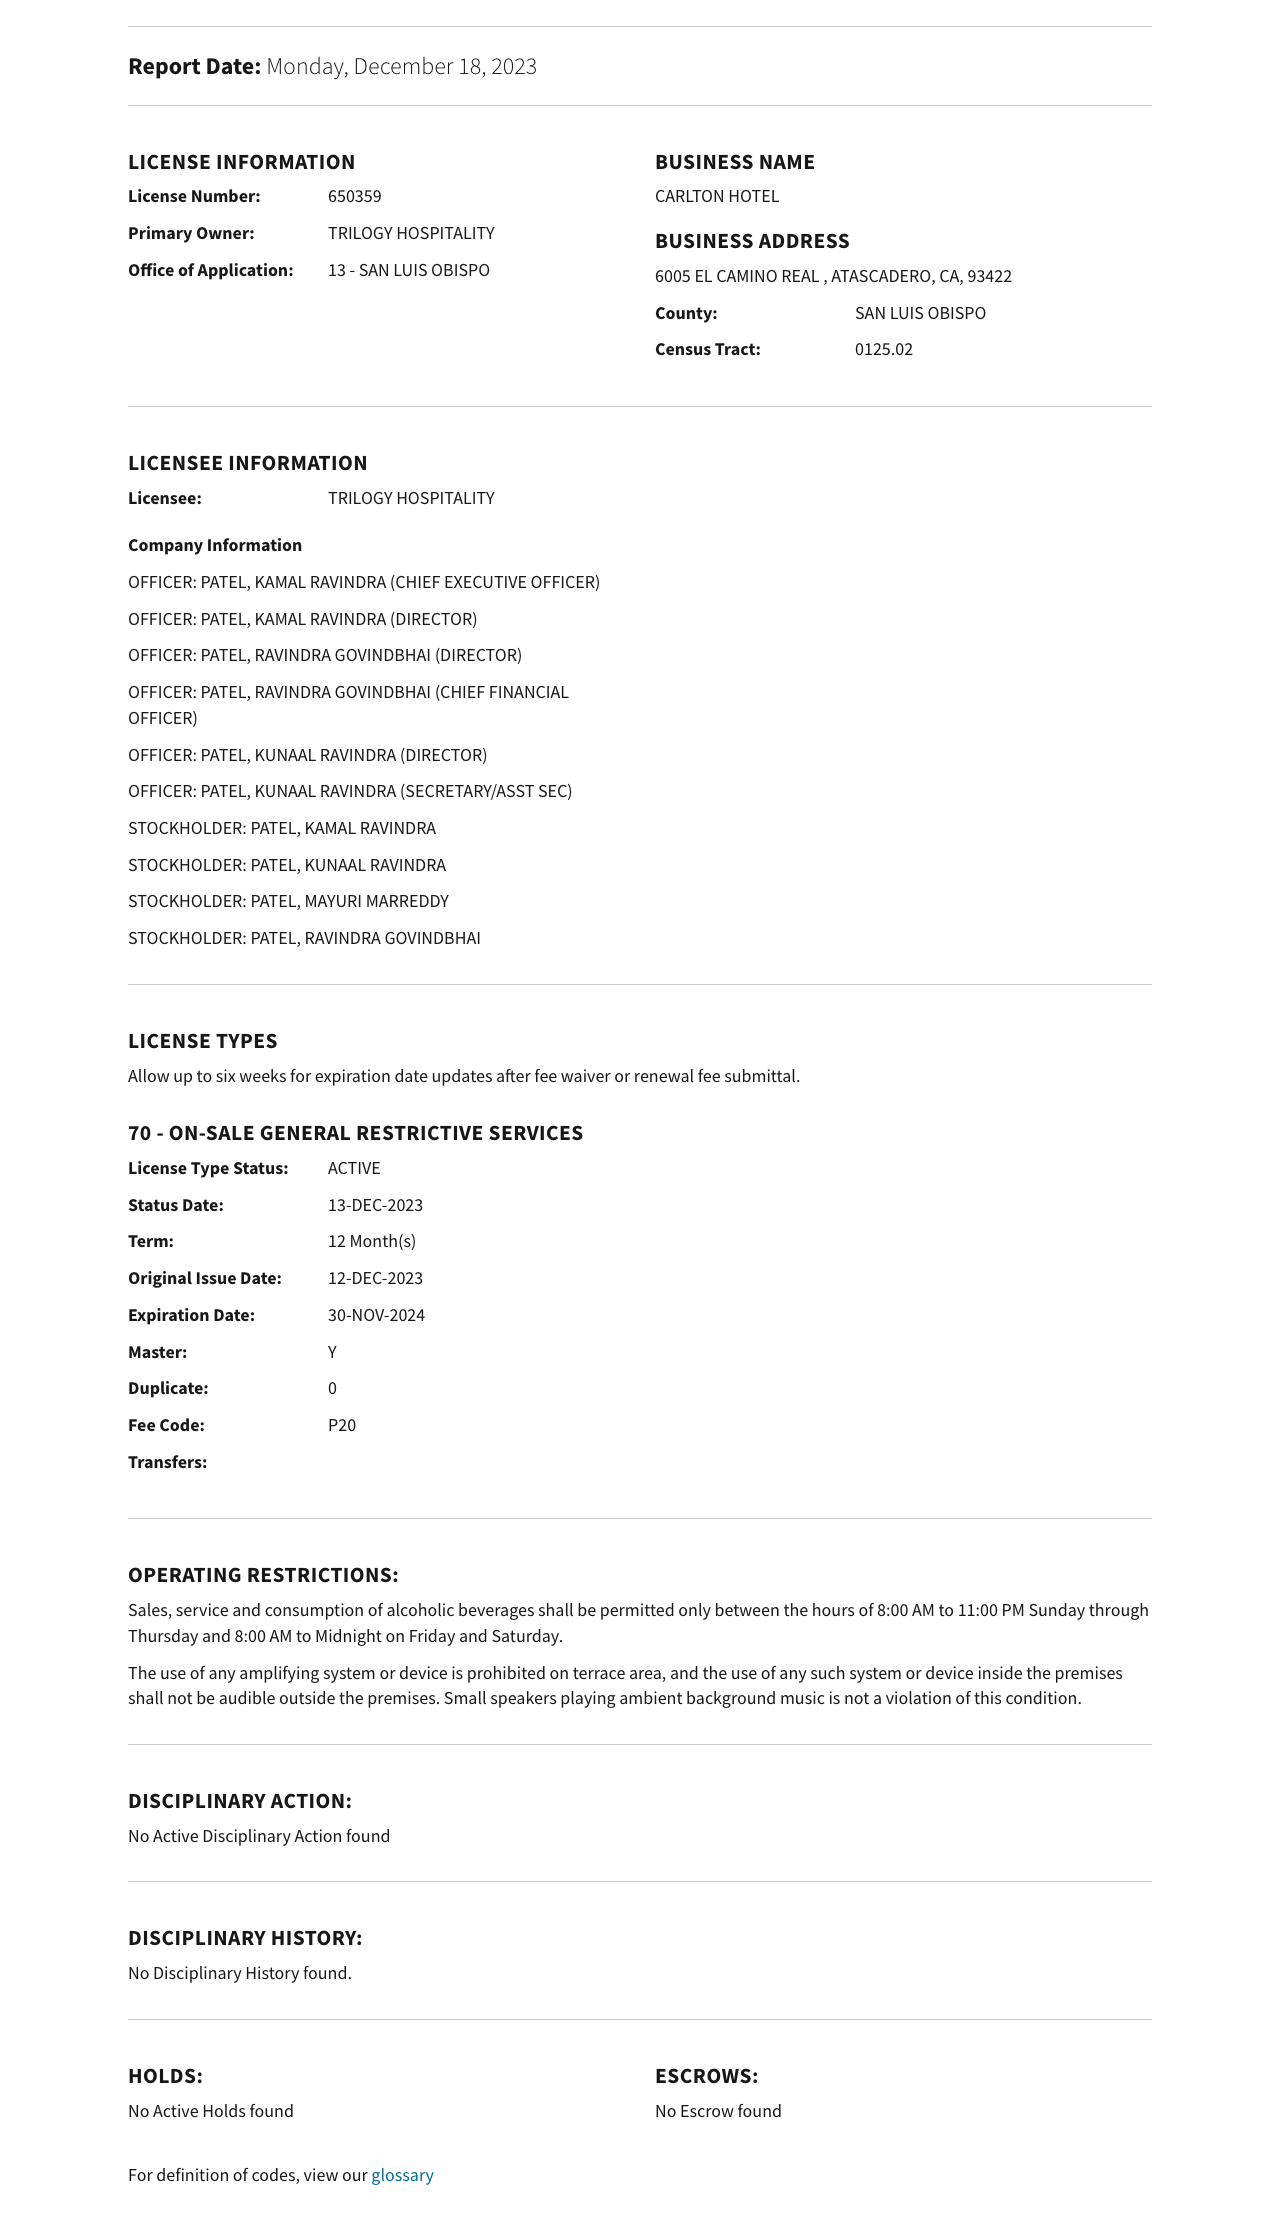 Report Date: Monday, December 18, 2023
LICENSE INFORMATION
License Number: 650359
Primary Owner: TRILOGY HOSPITALITY
Office of Application: 13 - SAN LUIS OBISPO
BUSINESS NAME
CARLTON HOTEL
BUSINESS ADDRESS
6005 EL CAMINO REAL , ATASCADERO, CA, 93422
County: SAN LUIS OBISPO
Census Tract: 0125.02
LICENSEE INFORMATION
Licensee: TRILOGY HOSPITALITY
Company Information
OFFICER: PATEL, KAMAL RAVINDRA (CHIEF EXECUTIVE OFFICER)
OFFICER: PATEL, KAMAL RAVINDRA (DIRECTOR)
OFFICER: PATEL, RAVINDRA GOVINDBHAI (DIRECTOR)
OFFICER: PATEL, RAVINDRA GOVINDBHAI (CHIEF FINANCIAL
OFFICER)
OFFICER: PATEL, KUNAAL RAVINDRA (DIRECTOR)
OFFICER: PATEL, KUNAAL RAVINDRA (SECRETARY/ASST SEC)
STOCKHOLDER: PATEL, KAMAL RAVINDRA
STOCKHOLDER: PATEL, KUNAAL RAVINDRA
STOCKHOLDER: PATEL, MAYURI MARREDDY
STOCKHOLDER: PATEL, RAVINDRA GOVINDBHAI
LICENSE TYPES
Allow up to six weeks for expiration date updates after fee waiver or renewal fee submittal.
70 - ON-SALE GENERAL RESTRICTIVE SERVICES
License Type Status: ACTIVE
Status Date: 13-DEC-2023
Term: 12 Month(s)
Original Issue Date: 12-DEC-2023
Expiration Date: 30-NOV-2024
Master: Y
Duplicate: 0
Fee Code: P20
Transfers:
OPERATING RESTRICTIONS:
Sales, service and consumption of alcoholic beverages shall be permitted only between the hours of 8:00 AM to 11:00 PM Sunday through
Thursday and 8:00 AM to Midnight on Friday and Saturday.
The use of any amplifying system or device is prohibited on terrace area, and the use of any such system or device inside the premises
shall not be audible outside the premises. Small speakers playing ambient background music is not a violation of this condition.
DISCIPLINARY ACTION:
No Active Disciplinary Action found
DISCIPLINARY HISTORY:
No Disciplinary History found.
HOLDS:
No Active Holds found
ESCROWS:
No Escrow found
For definition of codes, view our glossary